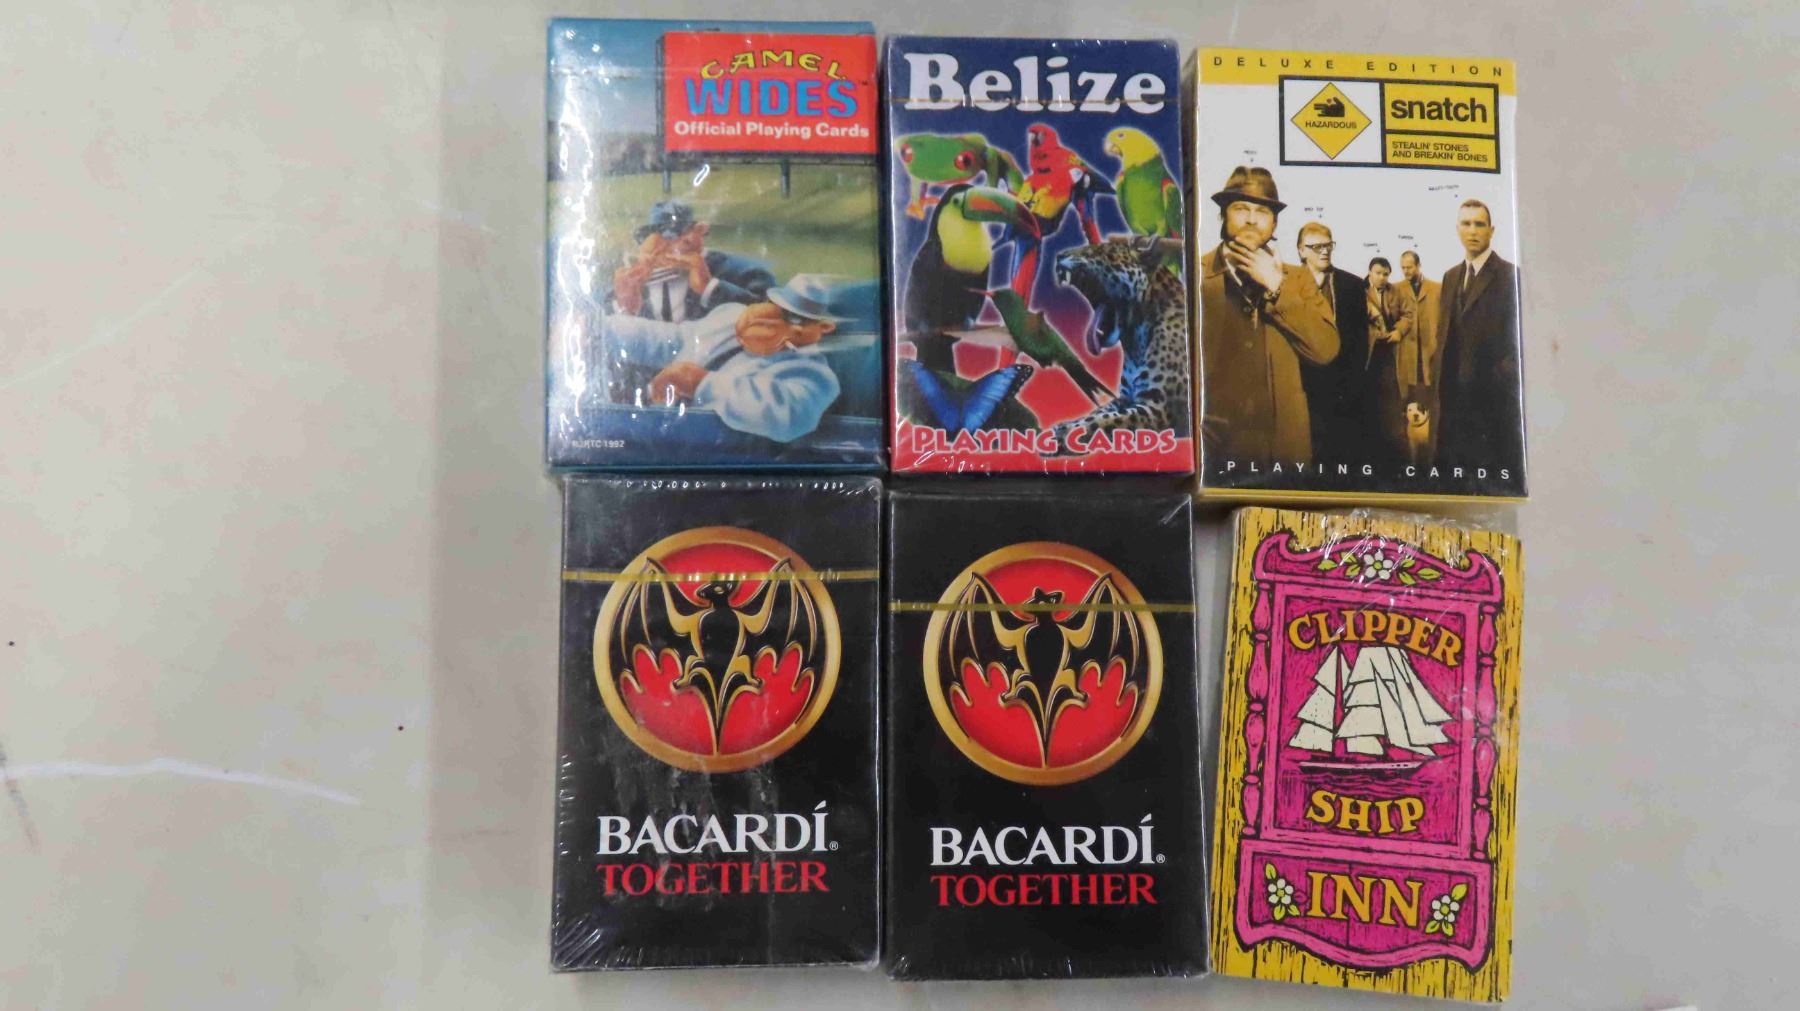 CAMEL
WIDES
Official Playing Cards
RJRTC 1992
Belize
PLAYING CARDS
DELUXE EDITION
HAZARDOUS
snatch
STEALIN' STONES
AND BREAKIN' BONES
PLAYING CARDS
BACARDÍ®
TOGETHER
BACARDÍ®
TOGETHER
CLIPPER
SHIP
INN